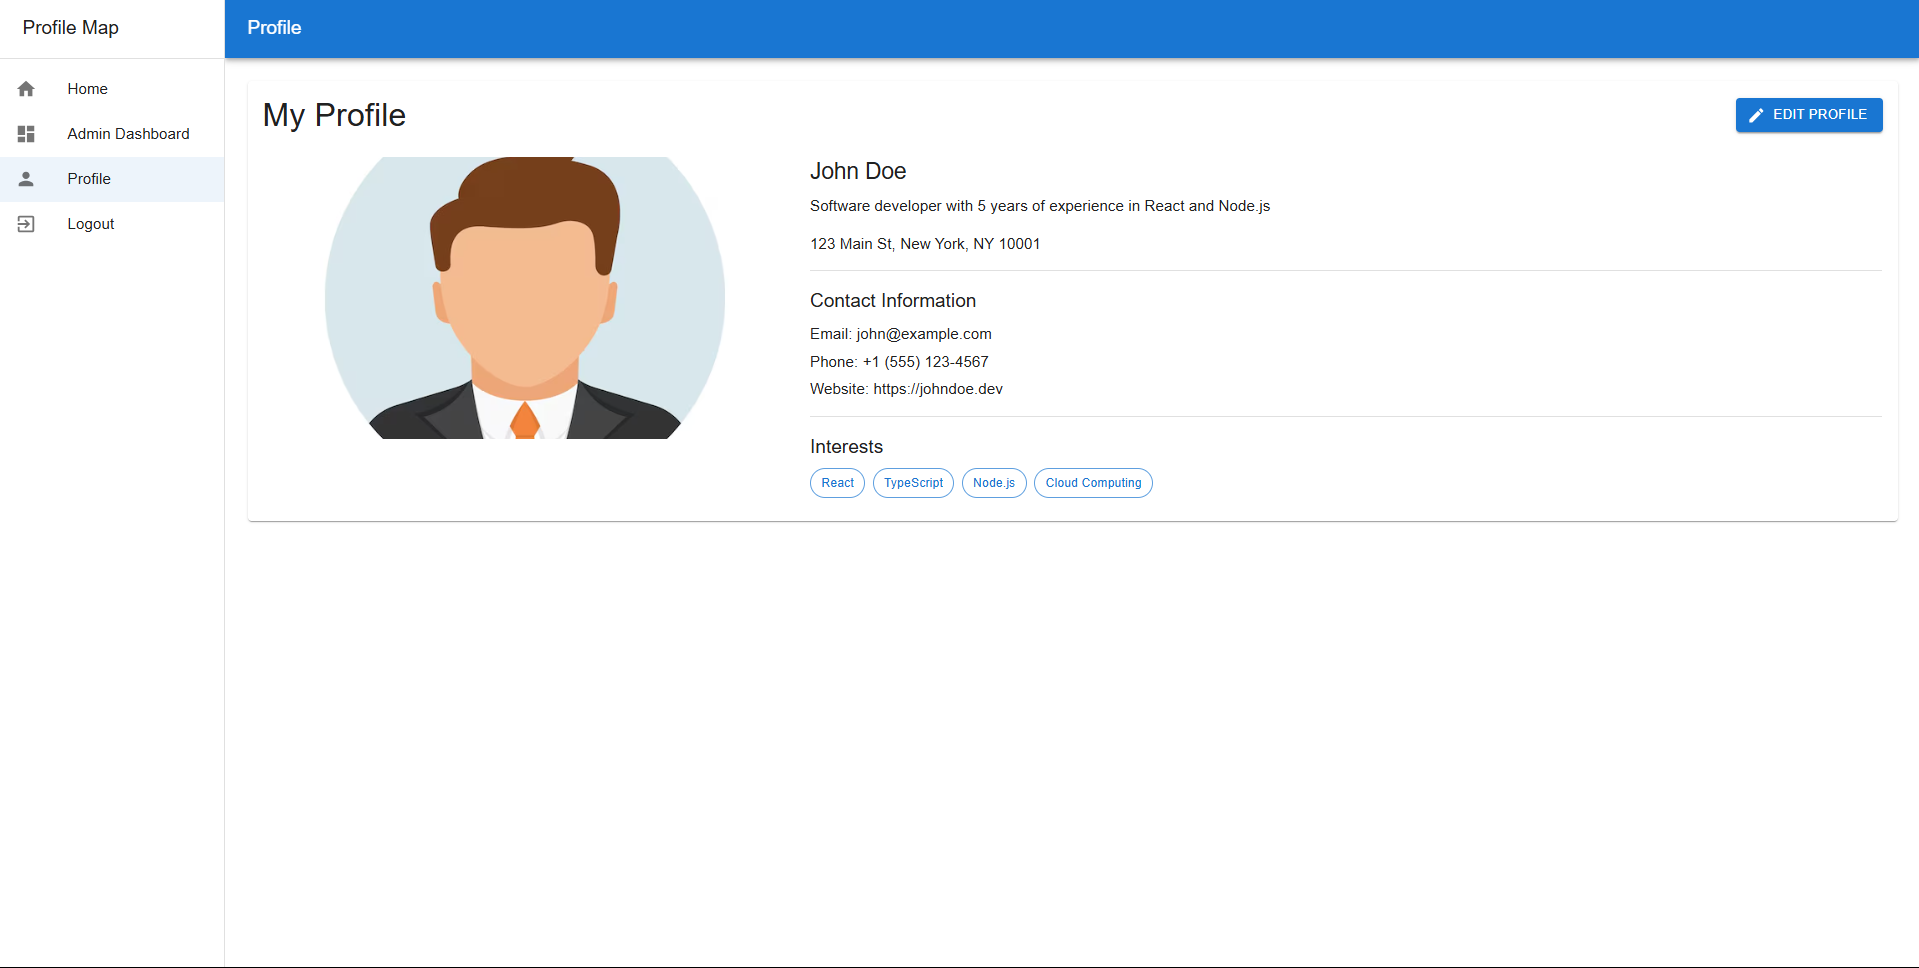 Profile Map
Home
Admin Dashboard
Profile
Logout
Profile
My Profile
EDIT PROFILE
John Doe
Software developer with 5 years of experience in React and Node.js
123 Main St, New York, NY 10001
Contact Information
Email: john@example.com
Phone: +1 (555) 123-4567
Website: https://johndoe.dev
Interests
React TypeScript Node.js Cloud Computing